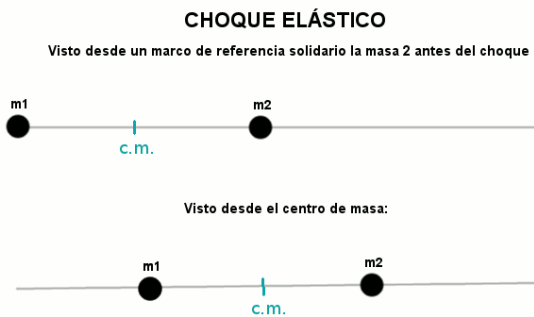 CHOQUE ELÁSTICO
Visto desde un marco de referencia solidario la masa 2 antes del choque
m1 m2
c.m.
Visto desde el centro de masa:
m1 m2
c.m.